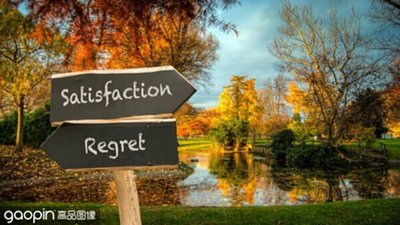 Satisfaction
Regret
gaopin 高品图像